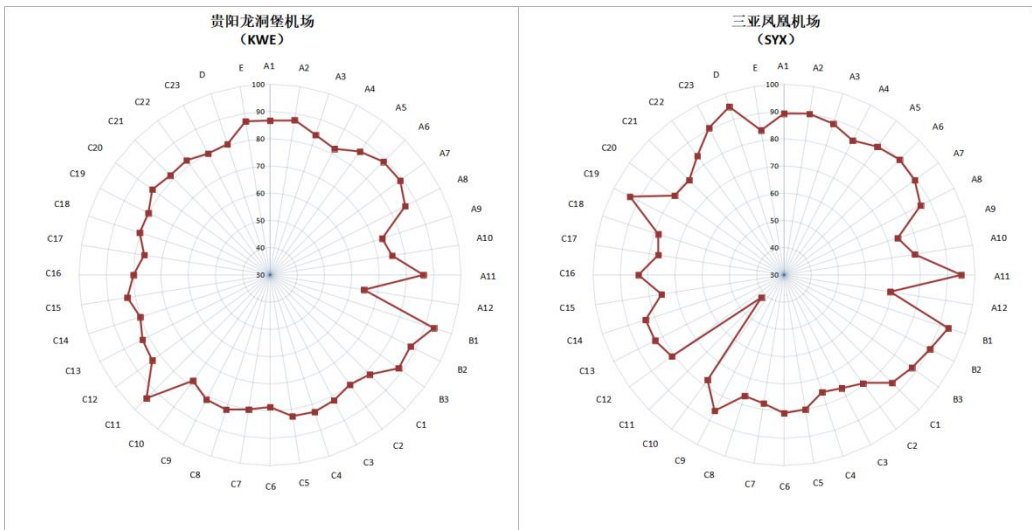 贵阳龙洞堡机场
（KWE）
A1
A2
A3
A4
A5
A6
A7
A8
A9
A10
A11
A12
B1
B2
B3
C1
C2
C3
C4
C5
C6
C7
C8
C9
C10
C11
C12
C13
C14
C15
C16
C17
C18
C19
C20
C21
C22
C23
D
E
100
90
80
70
60
50
40
30
三亚凤凰机场
（SYX）
A1
A2
A3
A4
A5
A6
A7
A8
A9
A10
A11
A12
B1
B2
B3
C1
C2
C3
C4
C5
C6
C7
C8
C9
C10
C11
C12
C13
C14
C15
C16
C17
C18
C19
C20
C21
C22
C23
D
E
100
90
80
70
60
50
40
30